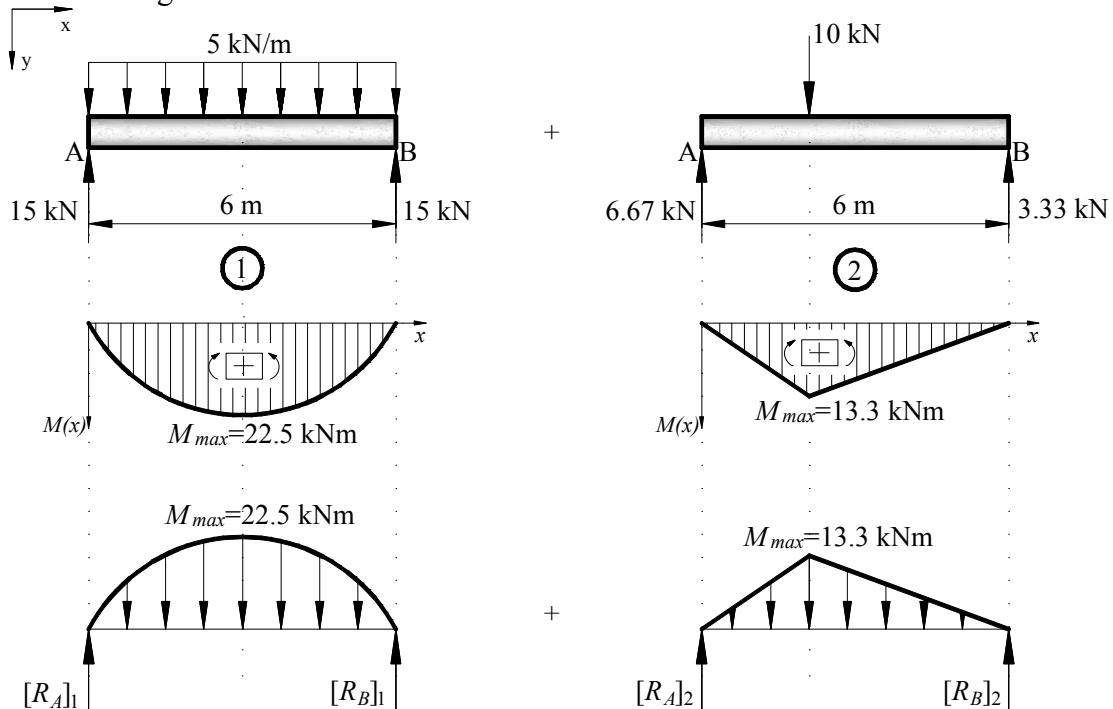 x
y
5 kN/m
10 kN
+
A
B
A
B
15 kN
6 m
15 kN
6.67 kN
6 m
3.33 kN
1
2
x
x
+
+
M(x)
Mmax=22.5 kNm
M(x)
Mmax=13.3 kNm
Mmax=22.5 kNm
Mmax=13.3 kNm
+
[RA]1
[RB]1
[RA]2
[RB]2